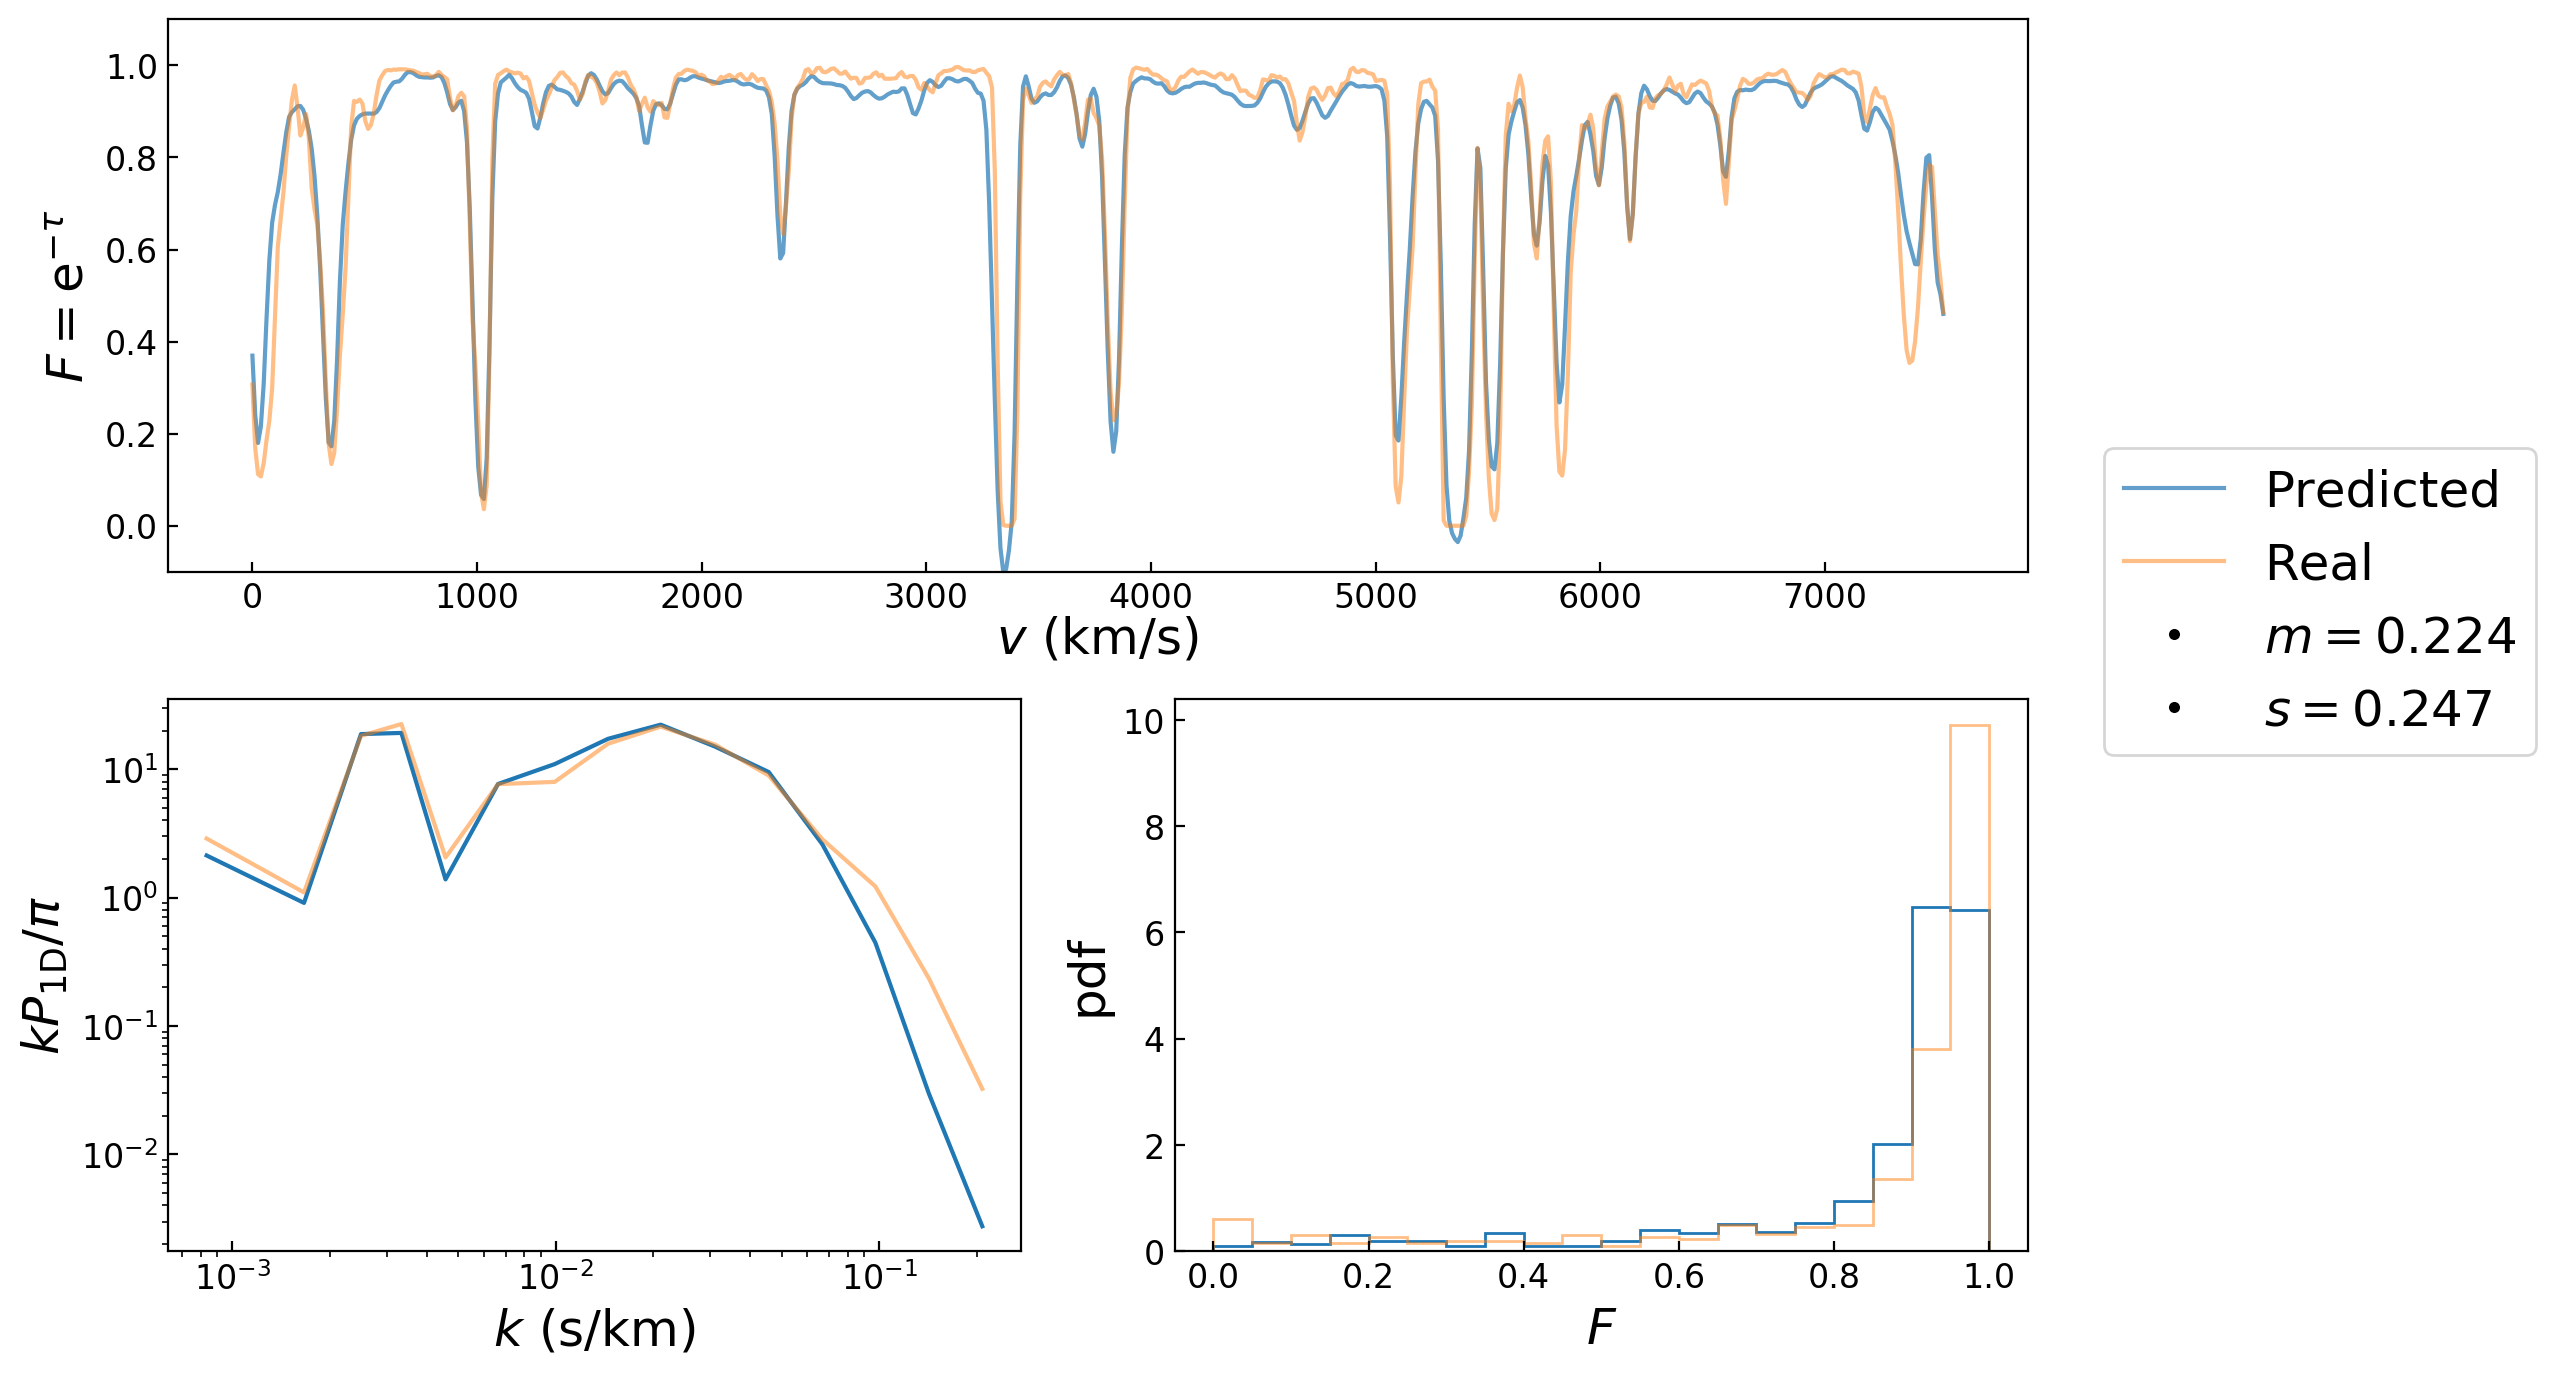 1.0
0.8
0.6
0.4
0.2
0.0
F = e^{−τ}
0 1000 2000 3000 4000 5000 6000 7000
v (km/s)
Predicted
Real
m = 0.224
s = 0.247
10^1
10^0
10^{−1}
10^{−2}
kP_{1D}/π
10^{−3} 10^{−2} 10^{−1}
k (s/km)
10
8
6
4
2
0
pdf
0.0 0.2 0.4 0.6 0.8 1.0
F